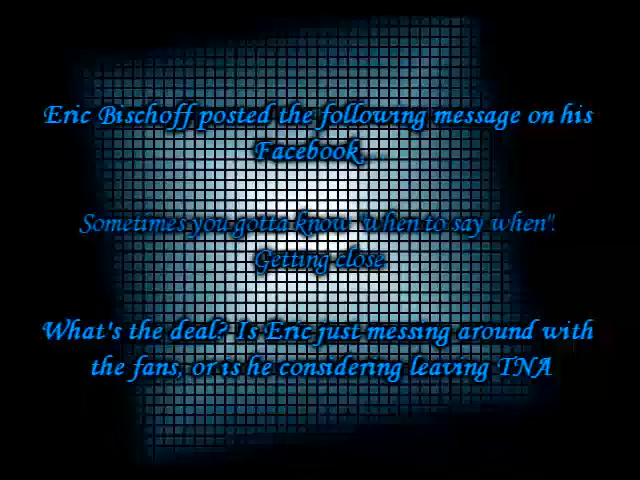 Eric Bischoff posted the following message on his
Facebook....
Sometimes you gotta know "when to say when".
Getting close
What's the deal? Is Eric just messing around with
the fans, or is he considering leaving TNA